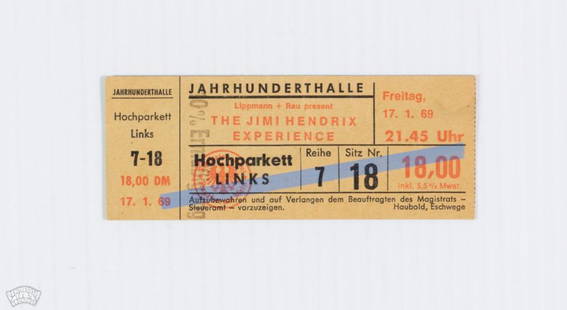 JAHRHUNDERTHALLE
Hochparkett
Links
7-18
18,00 DM
17. 1. 69
JAHRHUNDERTHALLE
Lippmann + Rau present
THE JIMI HENDRIX
EXPERIENCE
Freitag,
17. 1. 69
21.45 Uhr
Hochparkett
LINKS
Reihe
7
Sitz Nr.
18
18,00
inkl. 5,5% Mwst.
Aufzubewahren und auf Verlangen dem Beauftragten des Magistrats –
Steueramt – vorzuzeigen.
Haubold, Eschwege